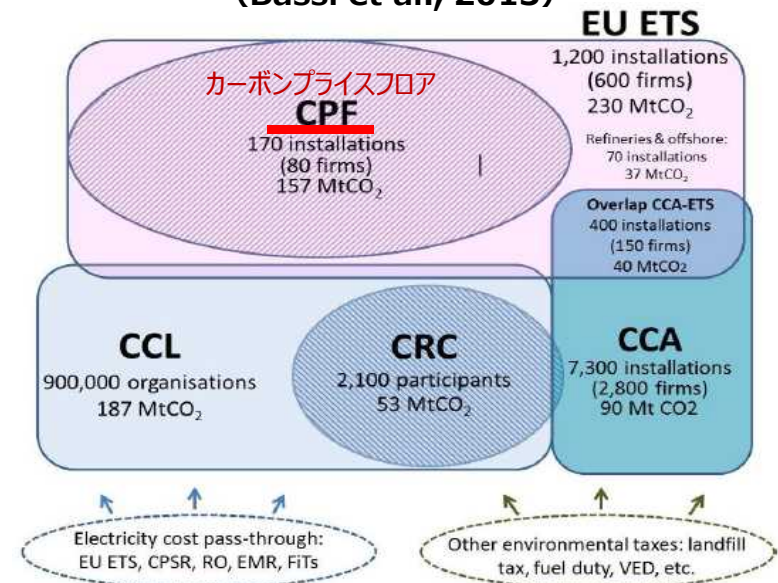 (Bassi et all, 2013)
EU ETS
1,200 installations
(600 firms)
230 MtCO₂
Refineries & offshore:
70 installations
37 MtCO₂
カーボンプライスフロア
CPF
170 installations
(80 firms)
157 MtCO₂
Overlap CCA-ETS
400 installations
(150 firms)
40 MtCO₂
CCL
900,000 organisations
187 MtCO₂
CRC
2,100 participants
53 MtCO₂
CCA
7,300 installations
(2,800 firms)
90 Mt CO2
Electricity cost pass-through:
EU ETS, CPSR, RO, EMR, FiTs
Other environmental taxes: landfill
tax, fuel duty, VED, etc.